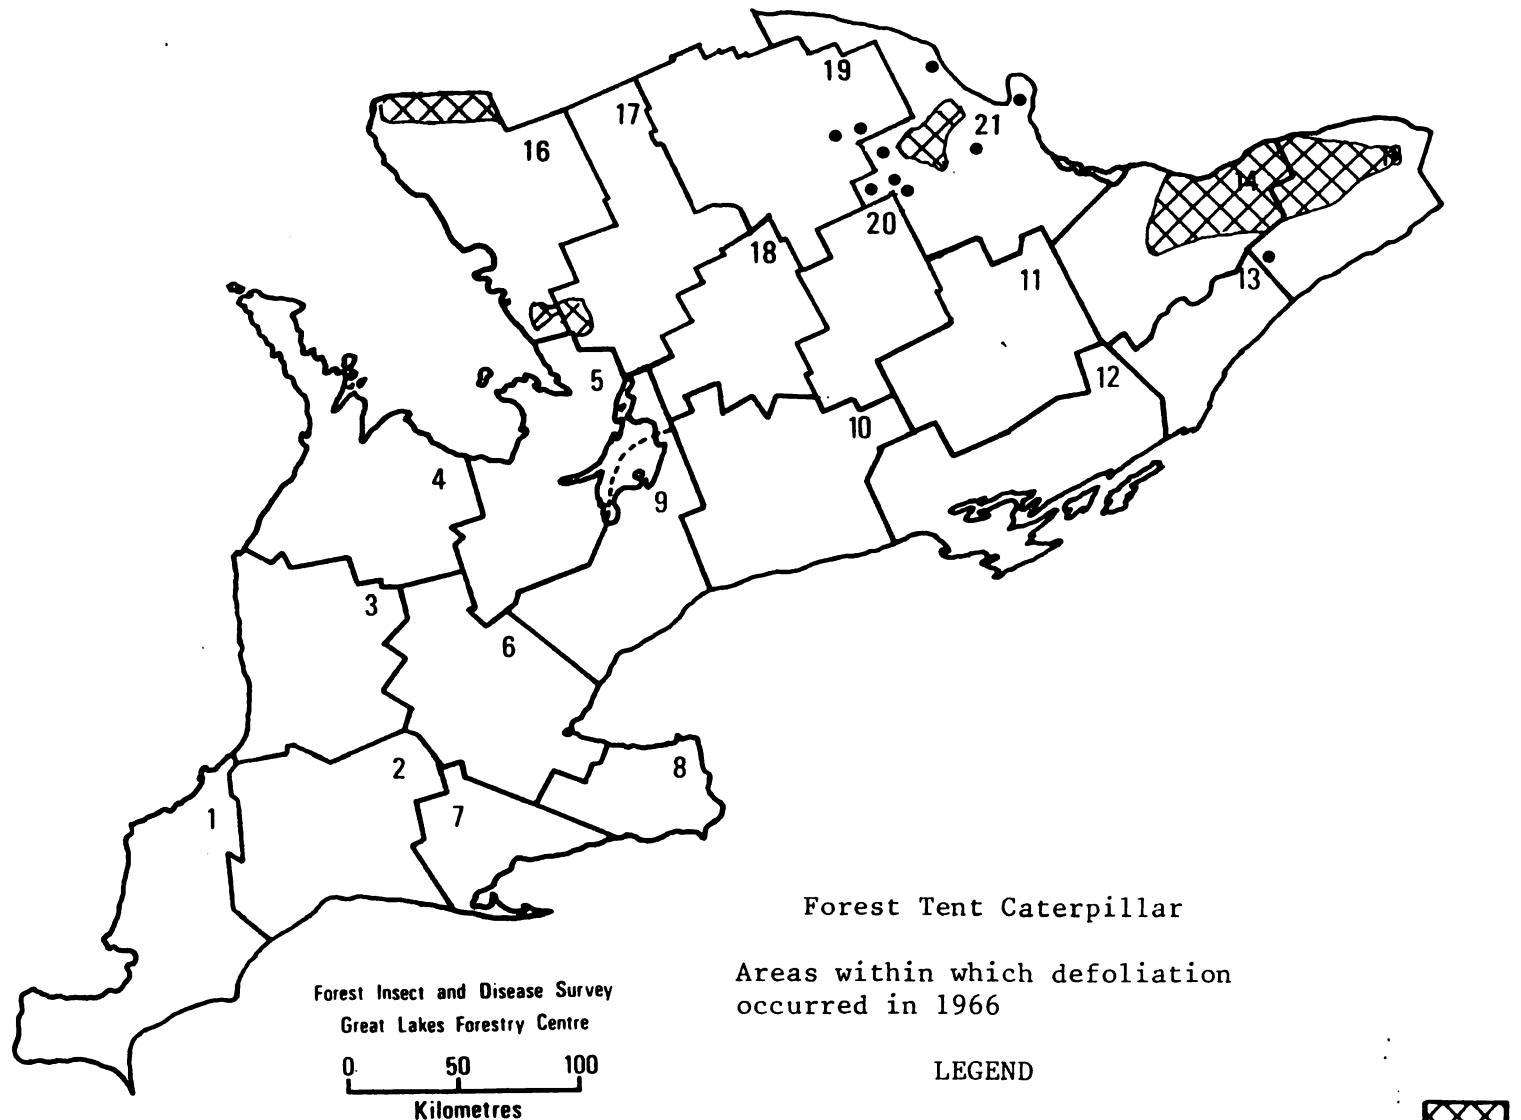 19
17
21
16
15
14
20
18
13
11
5
12
10
4
9
3
6
2
8
1
7
Forest Tent Caterpillar
Areas within which defoliation
occurred in 1966
Forest Insect and Disease Survey
Great Lakes Forestry Centre
0 50 100
Kilometres
LEGEND